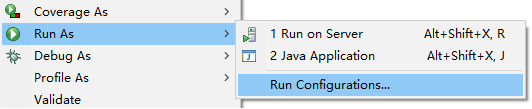 Coverage As
Run As
Debug As
Profile As
Validate
1 Run on Server Alt+Shift+X, R
2 Java Application Alt+Shift+X, J
Run Configurations...